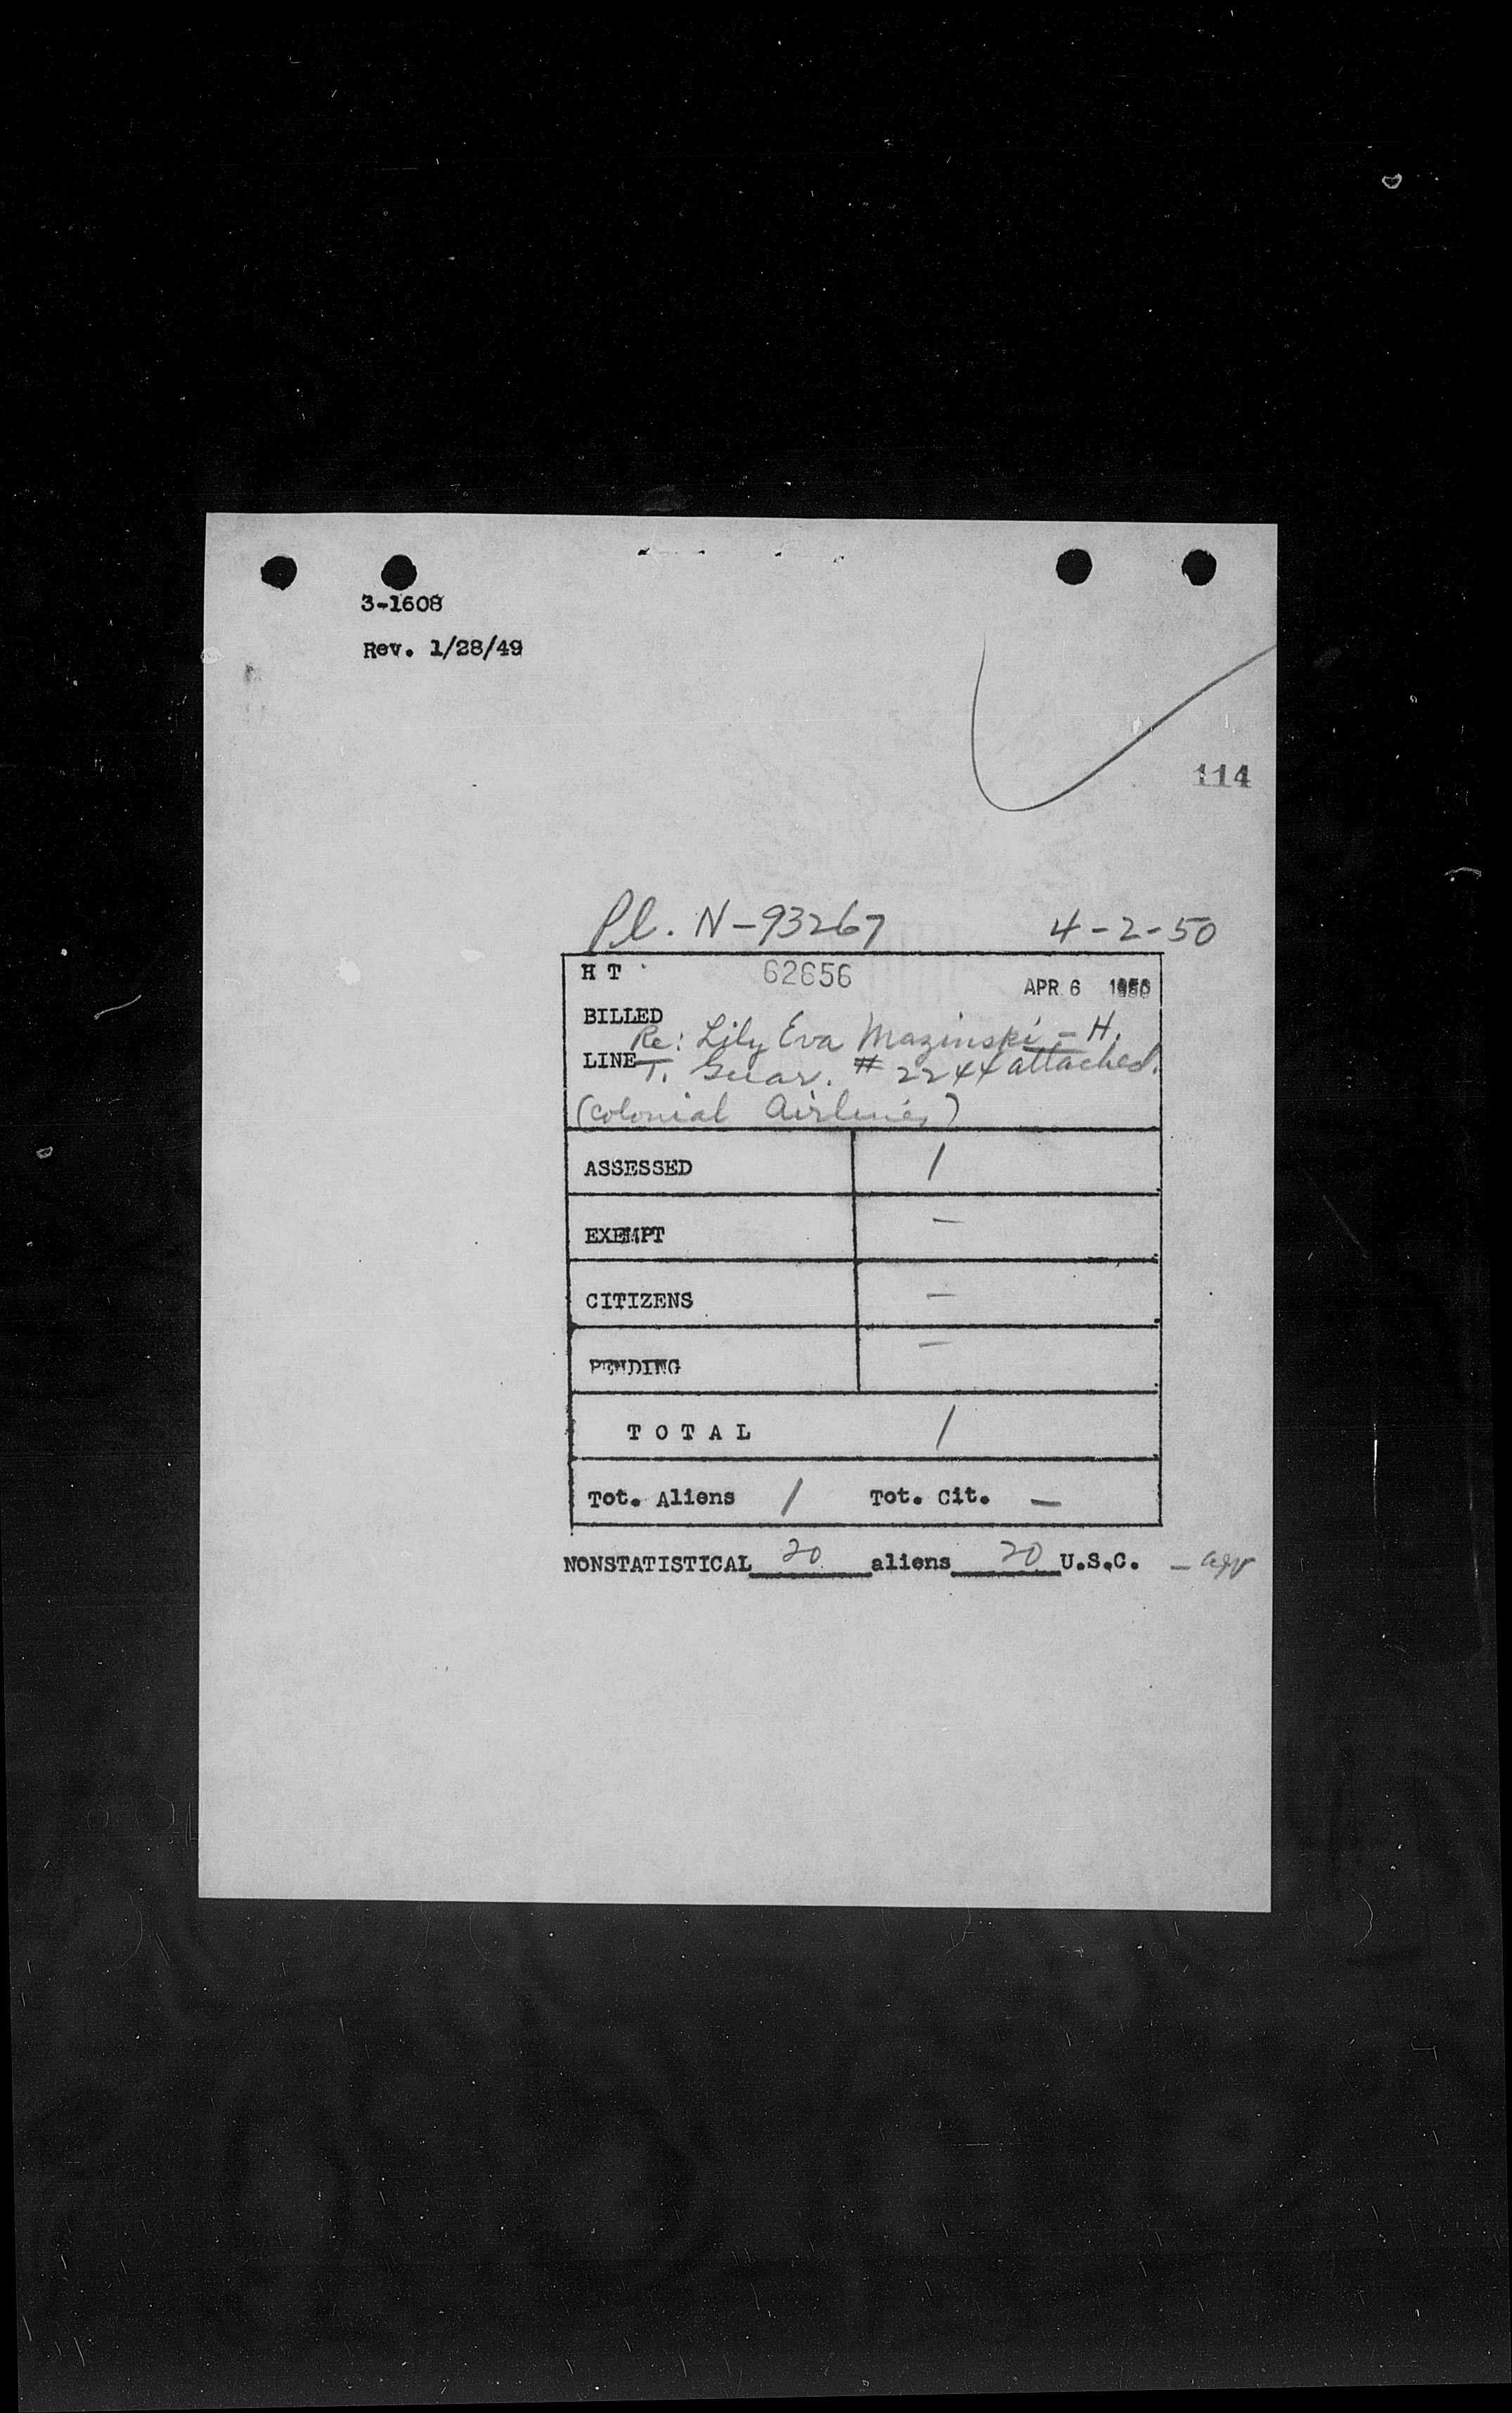 3-1608
Rev. 1/28/49
114
Pl. N-93267 4-2-50
H T 62656 APR 6 1950
BILLED
Re: Lily Eva Mazinski - H.
LINE T. Guar. # 2244 attached.
(Colonial Airlines)
ASSESSED 1
EXEMPT -
CITIZENS -
PENDING -
T O T A L 1
Tot. Aliens 1 Tot. Cit. -
NONSTATISTICAL 20 aliens 20 U.S.C. -